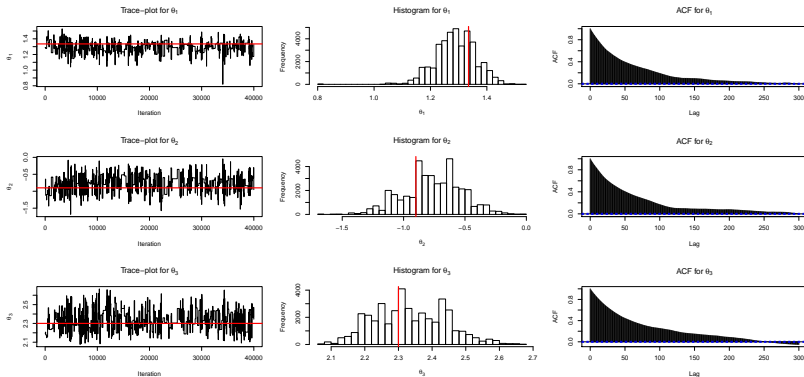 Trace−plot for θ1
Histogram for θ1
ACF for θ1
θ1
0.8 1.0 1.2 1.4
0 10000 20000 30000 40000
Iteration
Frequency
0 2000 4000
0.8 1.0 1.2 1.4
θ1
ACF
0.0 0.4 0.8
0 50 100 150 200 250 300
Lag
Trace−plot for θ2
Histogram for θ2
ACF for θ2
θ2
−1.5 0.0
0 10000 20000 30000 40000
Iteration
Frequency
0 2000 4000
−1.5 −1.0 −0.5 0.0
θ2
ACF
0.0 0.4 0.8
0 50 100 150 200 250 300
Lag
Trace−plot for θ3
Histogram for θ3
ACF for θ3
θ3
2.1 2.3 2.5
0 10000 20000 30000 40000
Iteration
Frequency
0 2000 4000
2.1 2.2 2.3 2.4 2.5 2.6 2.7
θ3
ACF
0.0 0.4 0.8
0 50 100 150 200 250 300
Lag